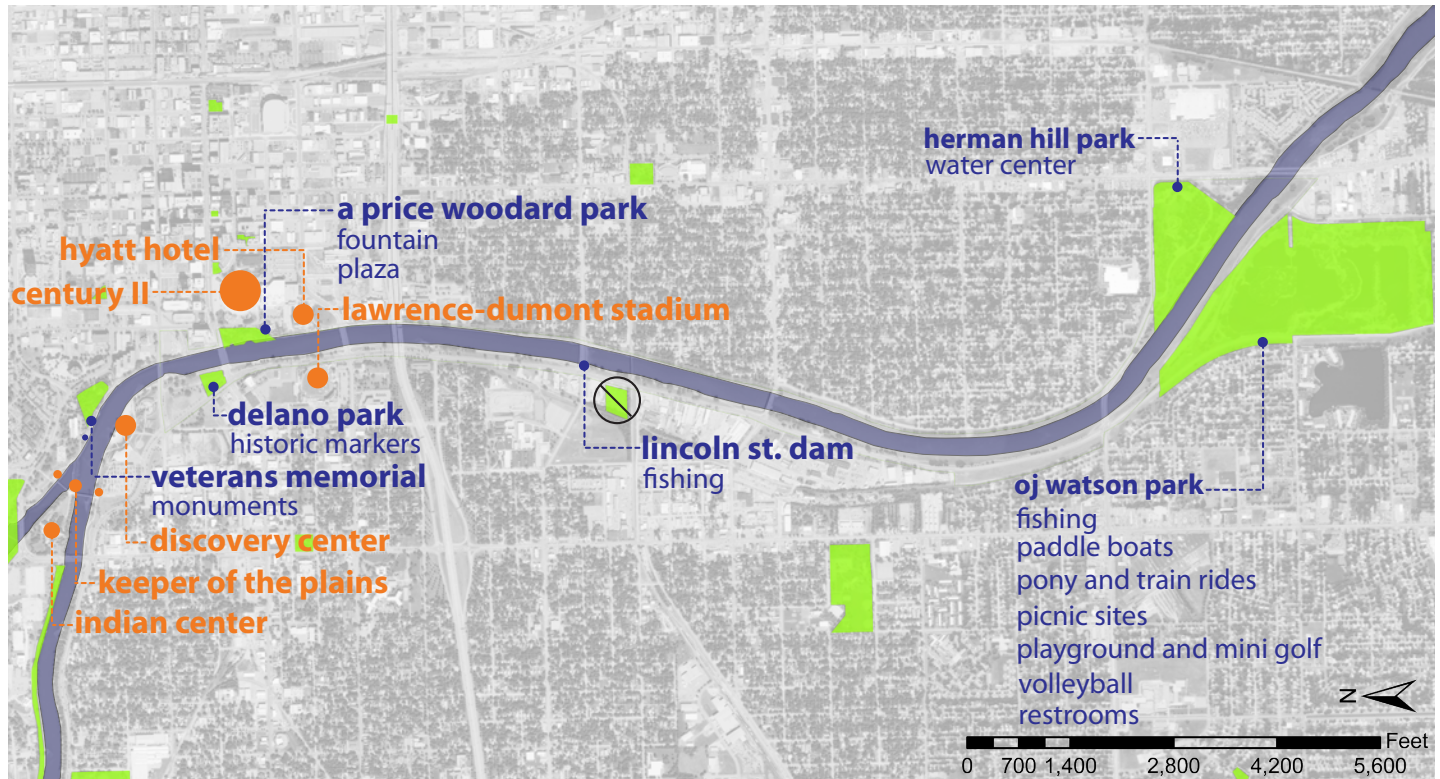 herman hill park
water center
a price woodard park
fountain
plaza
hyatt hotel
century II
lawrence-dumont stadium
delano park
historic markers
lincoln st. dam
fishing
veterans memorial
monuments
discovery center
keeper of the plains
indian center
oj watson park
fishing
paddle boats
pony and train rides
picnic sites
playground and mini golf
volleyball
restrooms
N
Feet
0 700 1,400 2,800 4,200 5,600